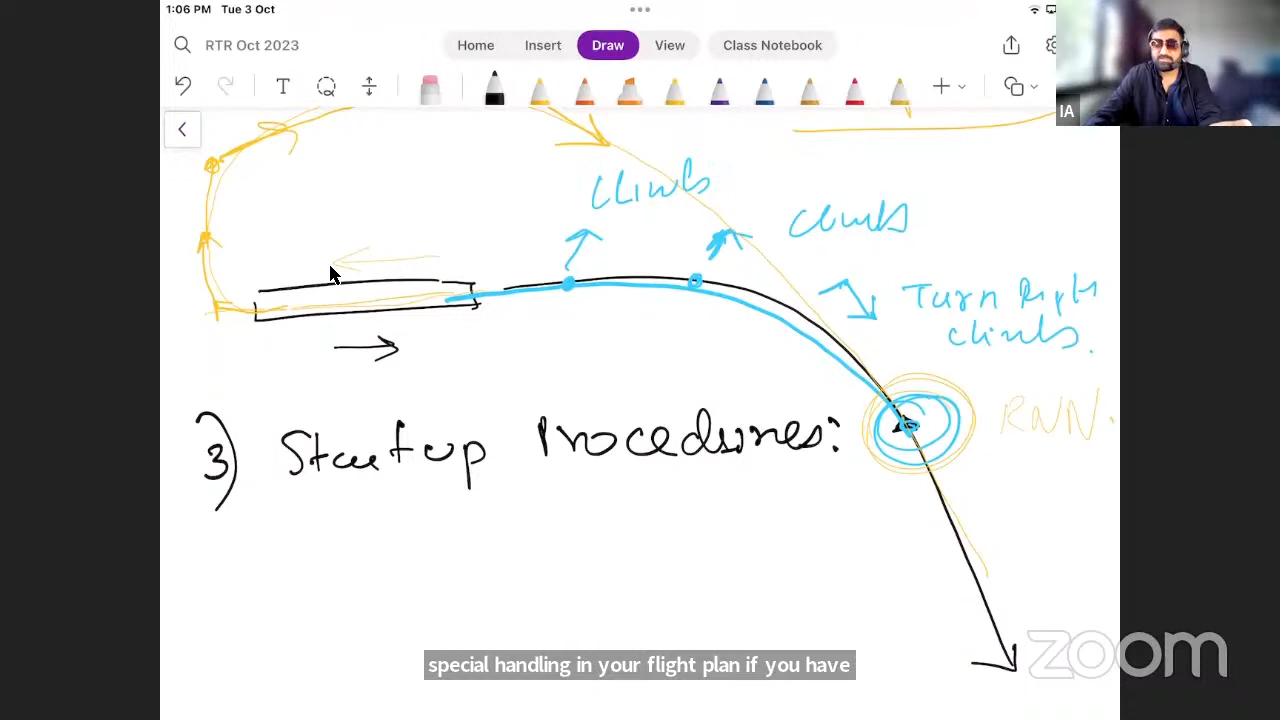 1:06 PM Tue 3 Oct
RTR Oct 2023
Home Insert Draw View Class Notebook
IA
Climb
Climb
Turn Right
Climb.
RNN.
3) Startup Procedures:
special handling in your flight plan if you have
zoom